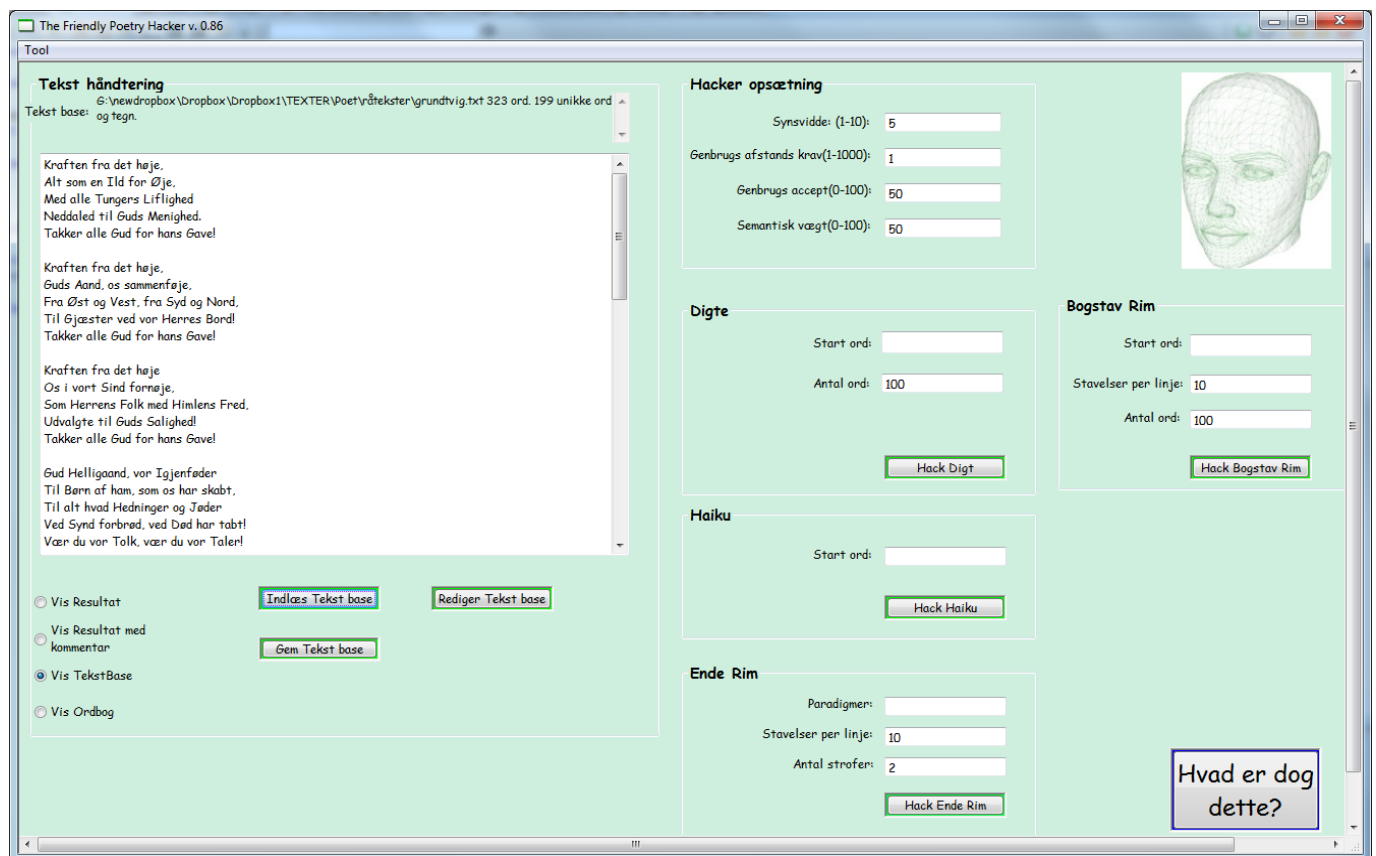 The Friendly Poetry Hacker v. 0.86
Tool
Tekst håndtering
Tekst base:
G:\newdropbox\Dropbox\Dropbox1\TEXTER\Poet\råtekster\grundtvig.txt 323 ord. 199 unikke ord
og tegn.
Kraften fra det høje,
Alt som en Ild for Øje,
Med alle Tungers Liflighed
Neddaled til Guds Menighed.
Takker alle Gud for hans Gave!
Kraften fra det høje,
Guds Aand, os sammenføje,
Fra Øst og Vest, fra Syd og Nord,
Til Gjæster ved vor Herres Bord!
Takker alle Gud for hans Gave!
Kraften fra det høje
Os i vort Sind fornøje,
Som Herrens Folk med Himlens Fred,
Udvalgte til Guds Salighed!
Takker alle Gud for hans Gave!
Gud Helligaand, vor Igjenføder
Til Børn af ham, som os har skabt,
Til alt hvad Hedninger og Jøder
Ved Synd forbrød, ved Død har tabt!
Vær du vor Tolk, vær du vor Taler!
Vis Resultat
Vis Resultat med
kommentar
Vis TekstBase
Vis Ordbog
Indlæs Tekst base
Rediger Tekst base
Gem Tekst base
Hacker opsætning
Synsvidde: (1-10): 5
Genbrugs afstands krav(1-1000): 1
Genbrugs accept(0-100): 50
Semantisk vægt(0-100): 50
Digte
Start ord:
Antal ord: 100
Hack Digt
Haiku
Start ord:
Hack Haiku
Ende Rim
Paradigmer:
Stavelser per linje: 10
Antal strofer: 2
Hack Ende Rim
Bogstav Rim
Start ord:
Stavelser per linje: 10
Antal ord: 100
Hack Bogstav Rim
Hvad er dog
dette?